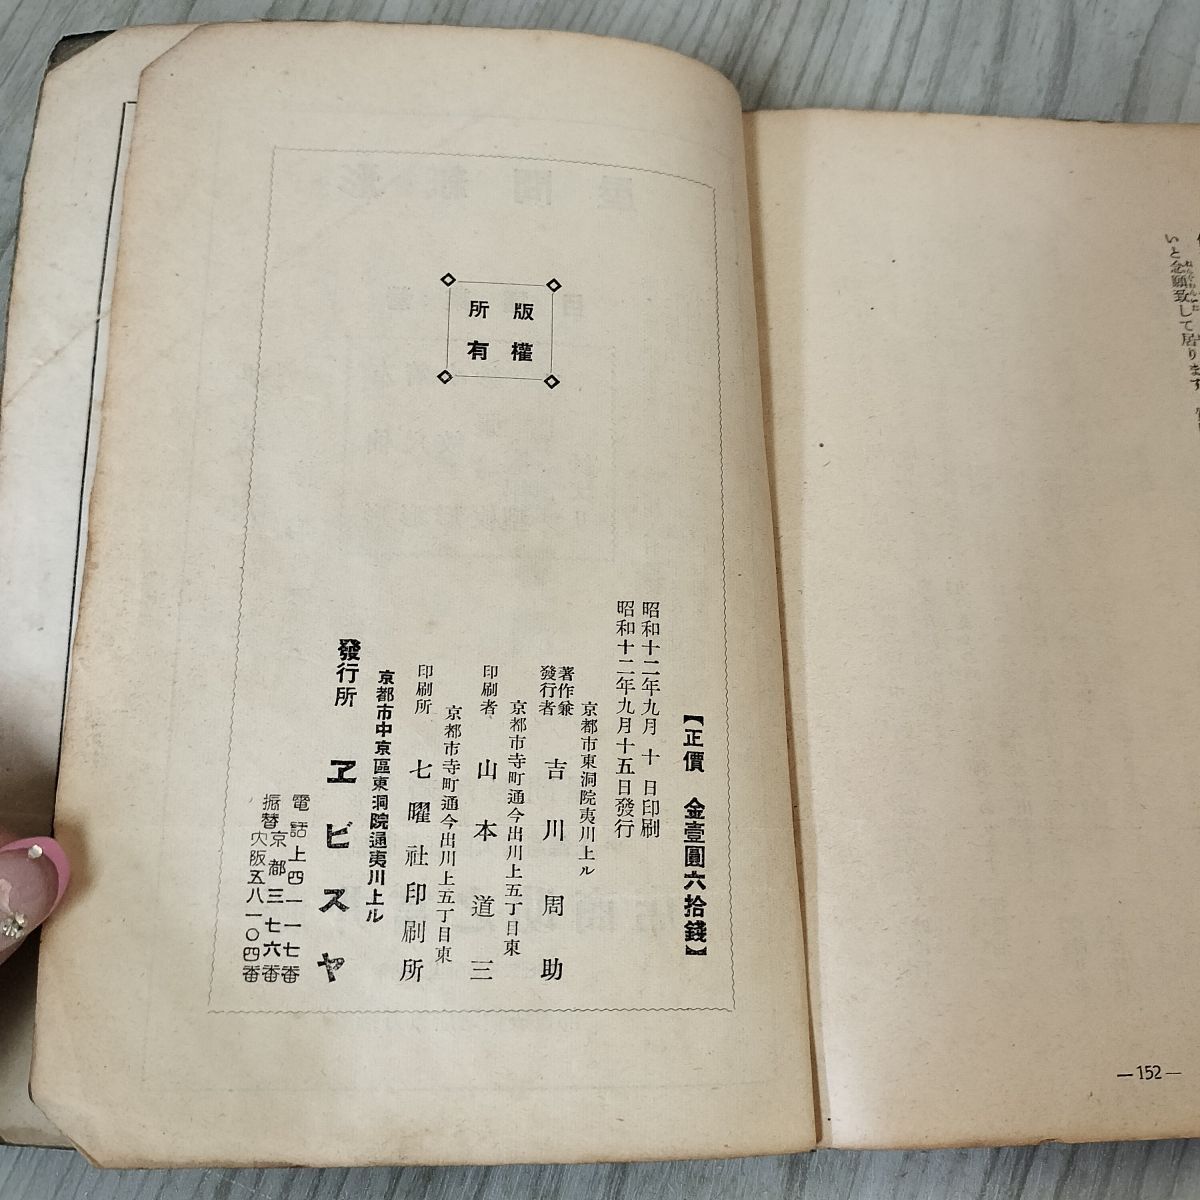 いと念願致して居ります
―152―
版權
所有
【正價 金壹圓六拾錢】
昭和十二年九月十日印刷
昭和十二年九月十五日發行
京都市東洞院夷川上ル
著作兼
發行者 吉川周助
京都市寺町通今出川上五丁目東
印刷者 山本道三
京都市寺町通今出川上五丁目東
印刷所 七曜社印刷所
京都市中京區東洞院通夷川上ル
發行所 ヱビスヤ
電話上四一一七番
振替京都三七六番
大阪五八一〇四番